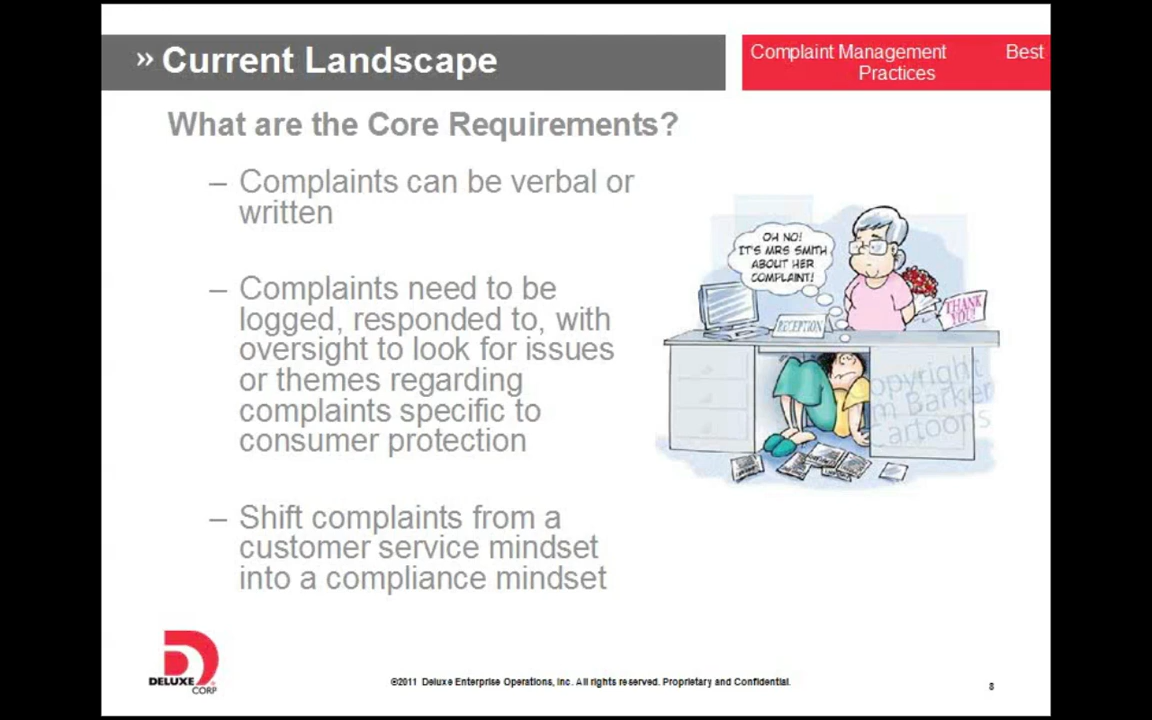 » Current Landscape
Complaint Management Best
Practices
What are the Core Requirements?
– Complaints can be verbal or
written
– Complaints need to be
logged, responded to, with
oversight to look for issues
or themes regarding
complaints specific to
consumer protection
– Shift complaints from a
customer service mindset
into a compliance mindset
OH NO!
IT'S MRS SMITH
ABOUT HER
COMPLAINT!
RECEPTION
THANK
YOU!
Copyright
m Barker
Cartoons
DELUXE
CORP
©2011 Deluxe Enterprise Operations, Inc. All rights reserved. Proprietary and Confidential.
8